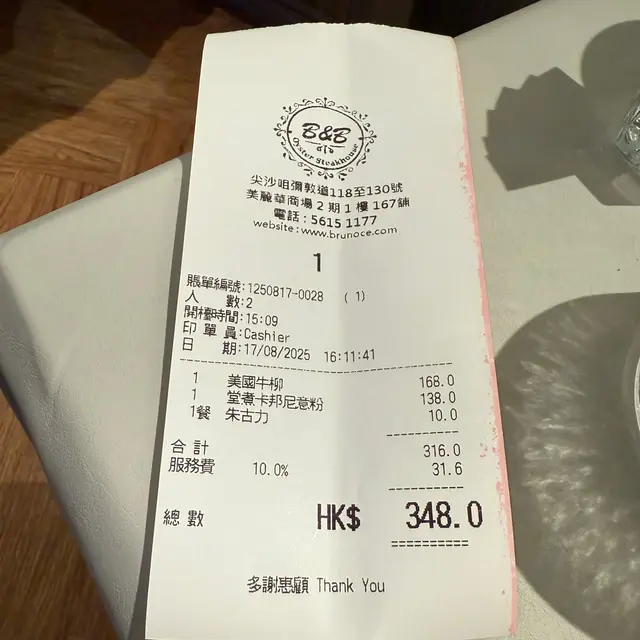 B&B
Oyster Steakhouse
尖沙咀彌敦道118至130號
美麗華商場 2 期 1 樓 167舖
電話 : 5615 1177
website : www.brunoce.com
1
賬單編號:1250817-0028 ( 1)
人 數:2
開檯時間:15:09
印 單 員:Cashier
日 期:17/08/2025 16:11:41
1 美國牛柳 168.0
1 堂煮卡邦尼意粉 138.0
1餐 朱古力 10.0
合 計 316.0
服務費 10.0% 31.6
總 數 HK$ 348.0
多謝惠顧 Thank You